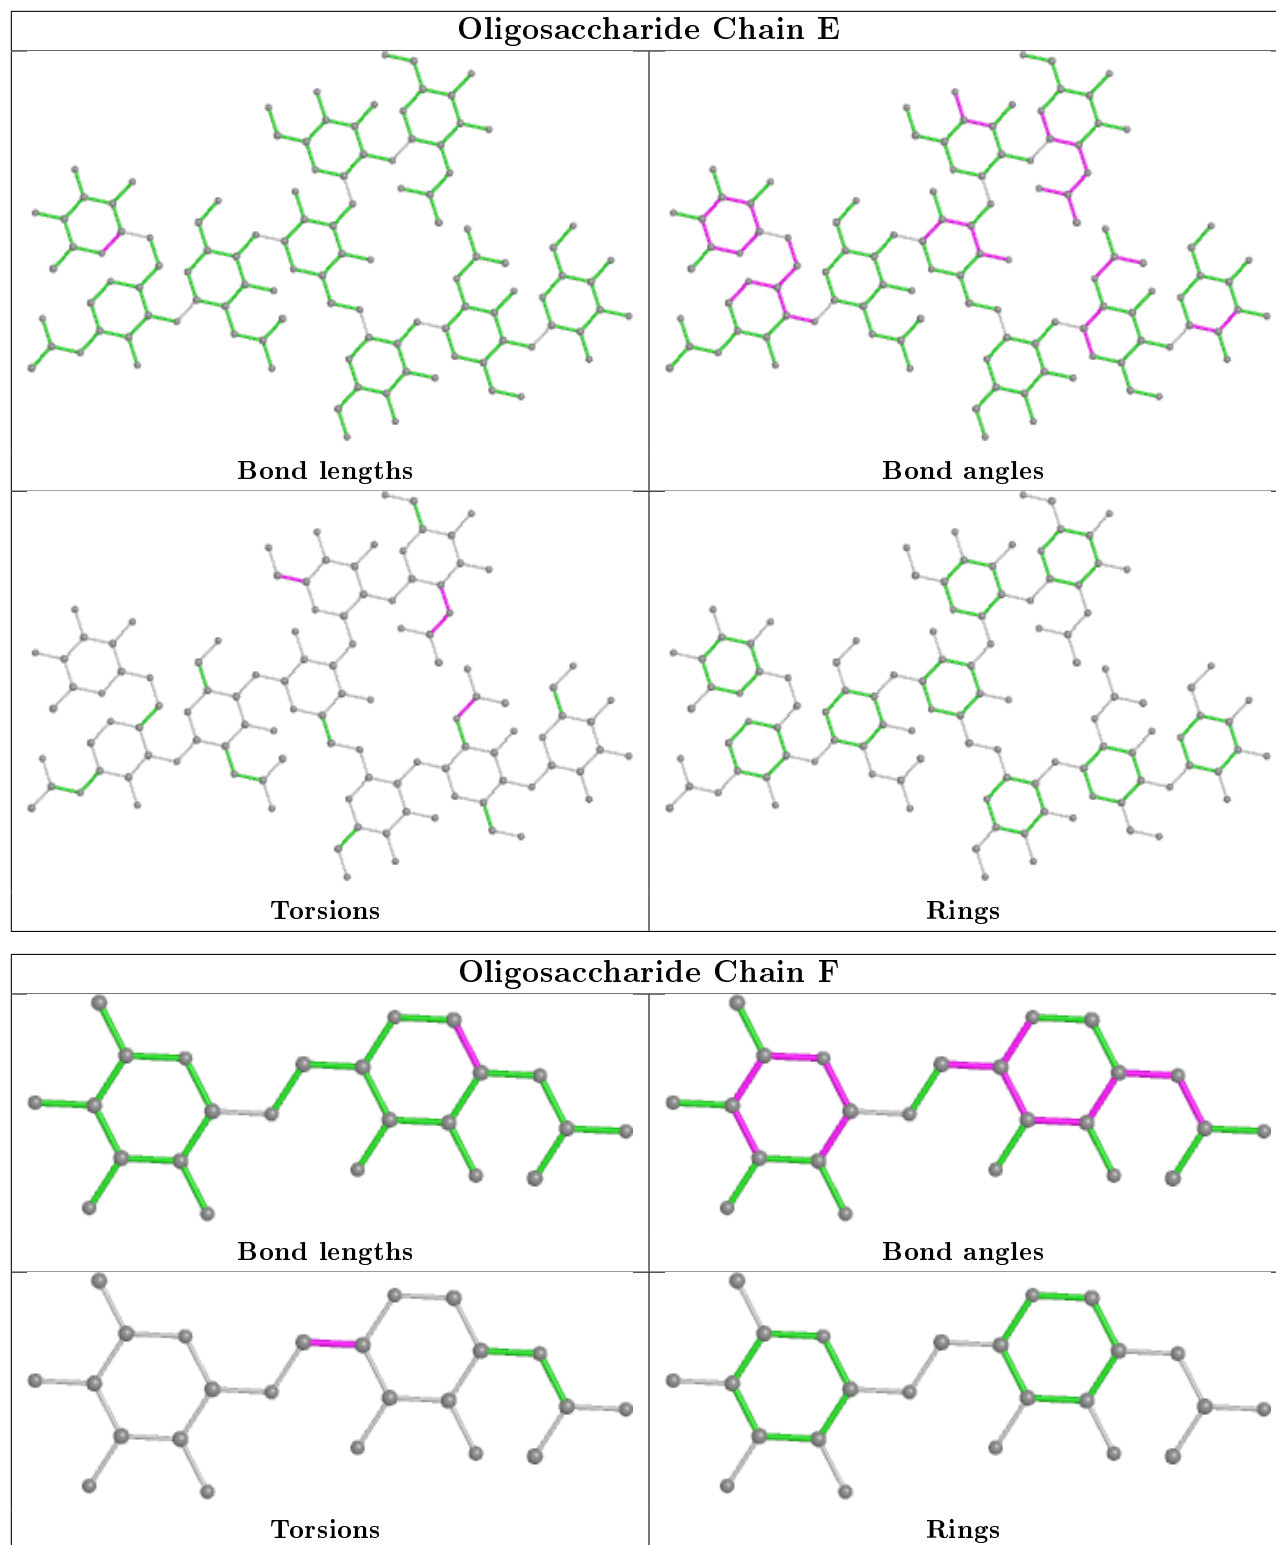 Oligosaccharide Chain E
Bond lengths
Bond angles
Torsions
Rings
Oligosaccharide Chain F
Bond lengths
Bond angles
Torsions
Rings